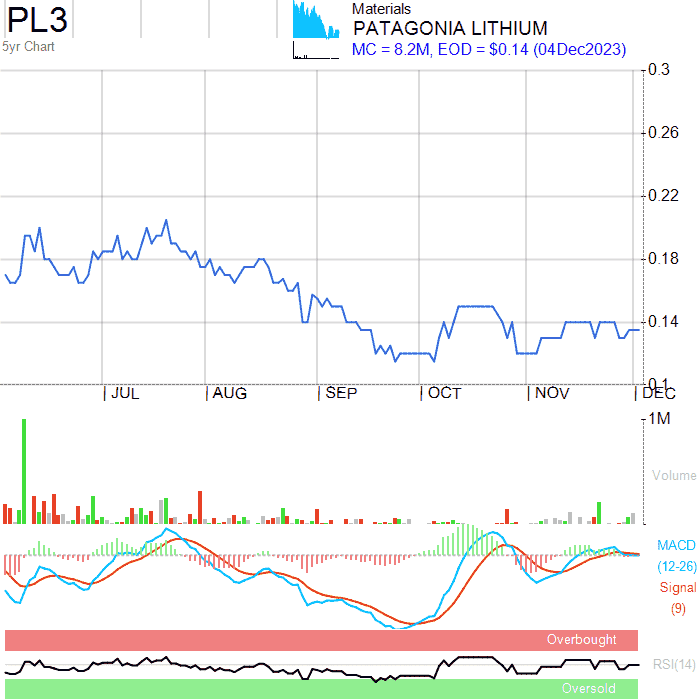 PL3
5yr Chart
Materials
PATAGONIA LITHIUM
MC = 8.2M, EOD = $0.14 (04Dec2023)
0.3
0.26
0.22
0.18
0.14
0.1
JUL AUG SEP OCT NOV DEC
1M
Volume
MACD
(12-26)
Signal
(9)
Overbought
RSI(14)
Oversold